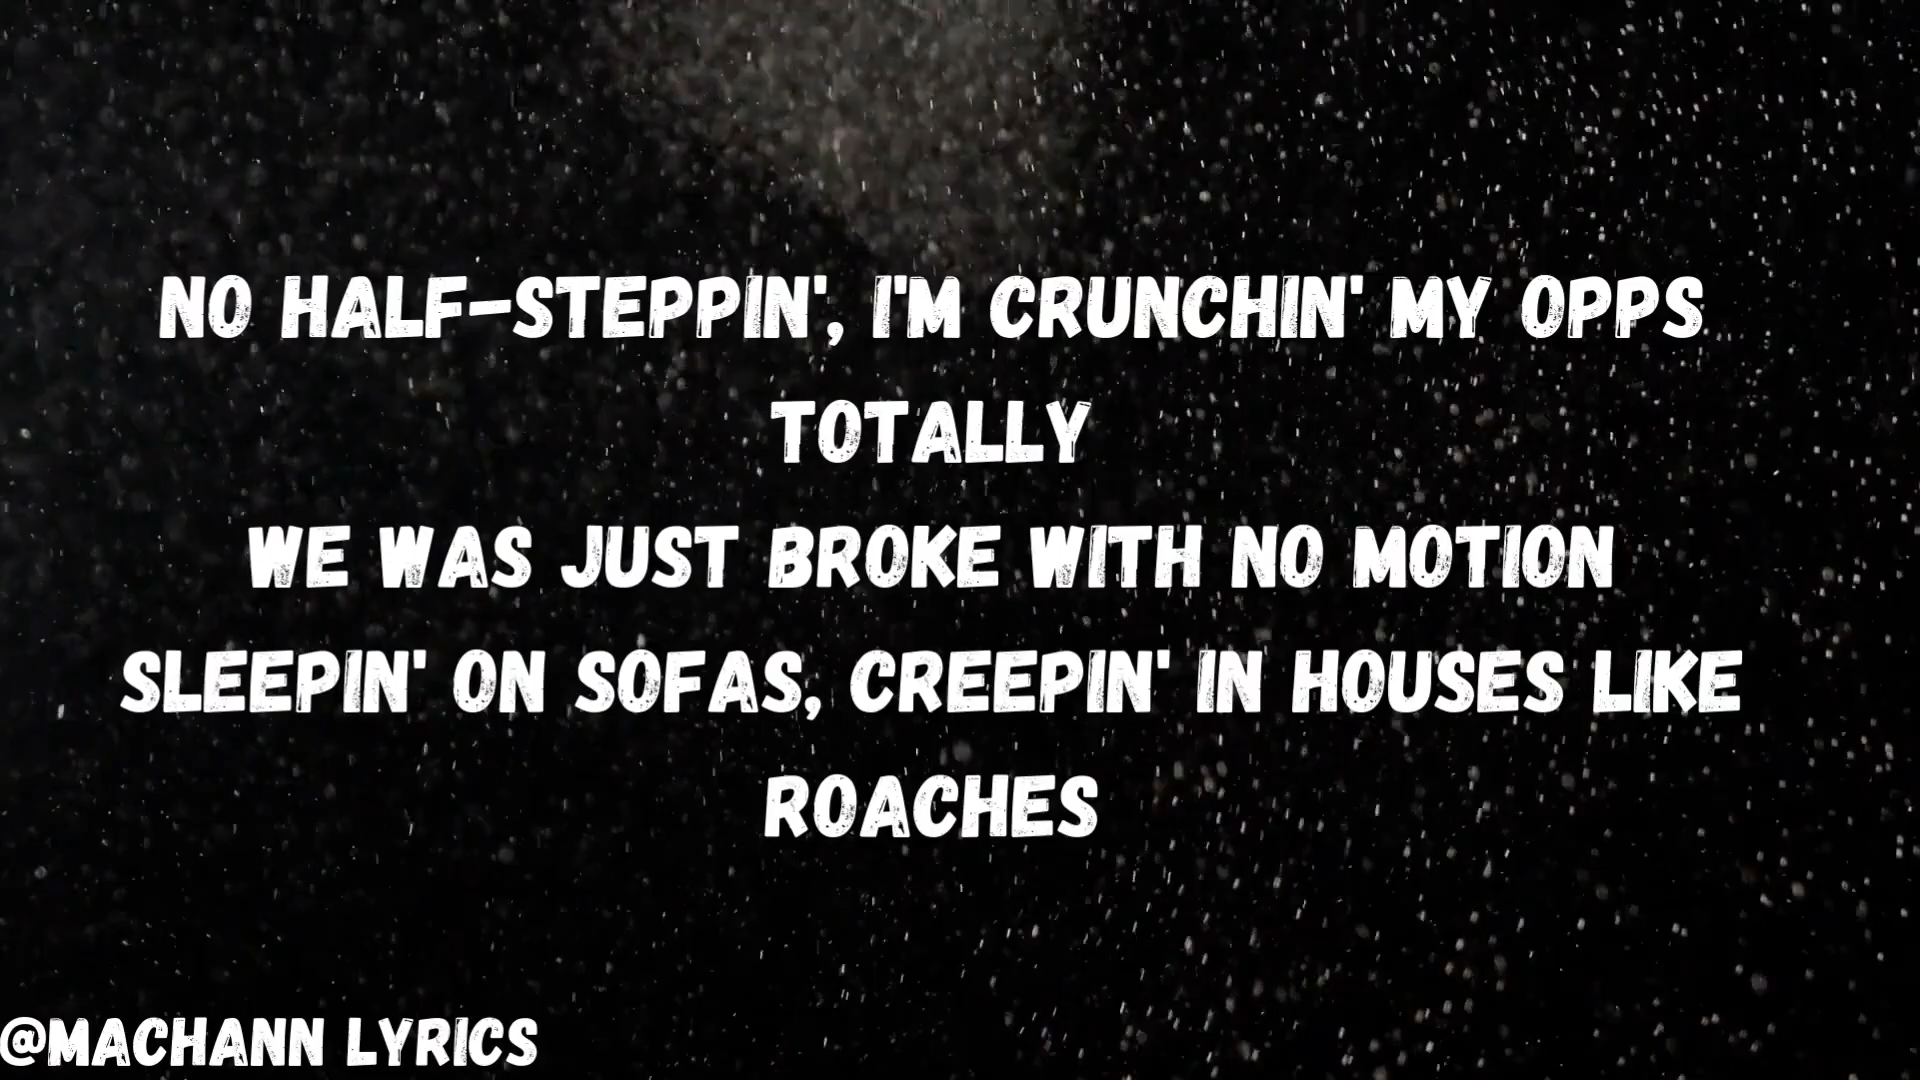 NO HALF-STEPPIN', I'M CRUNCHIN' MY OPPS
TOTALLY
WE WAS JUST BROKE WITH NO MOTION
SLEEPIN' ON SOFAS, CREEPIN' IN HOUSES LIKE
ROACHES
@MACHANN LYRICS